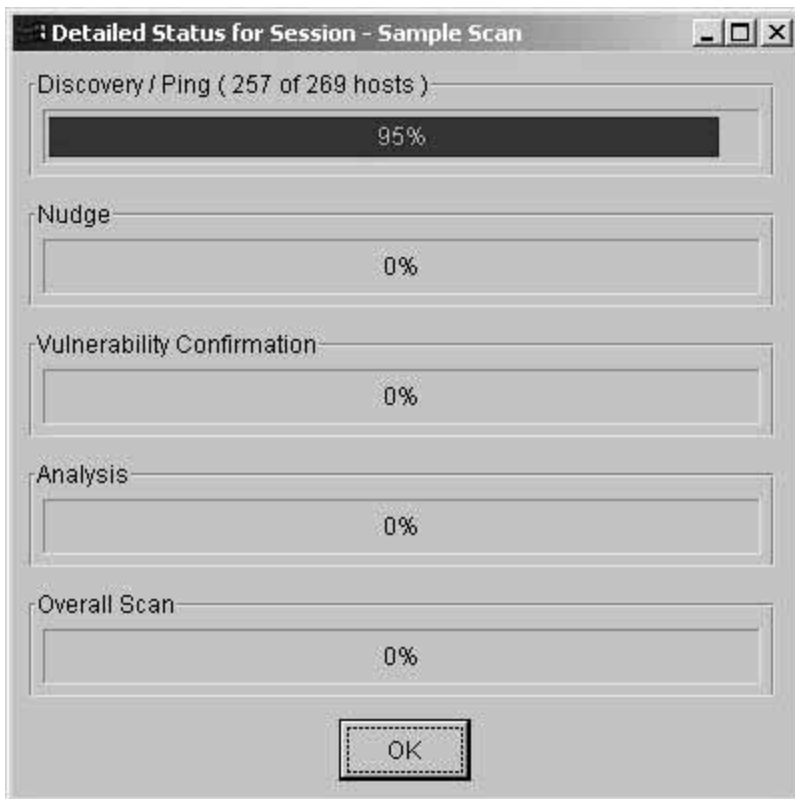 Detailed Status for Session - Sample Scan
Discovery / Ping ( 257 of 269 hosts )
95%
Nudge
0%
Vulnerability Confirmation
0%
Analysis
0%
Overall Scan
0%
OK